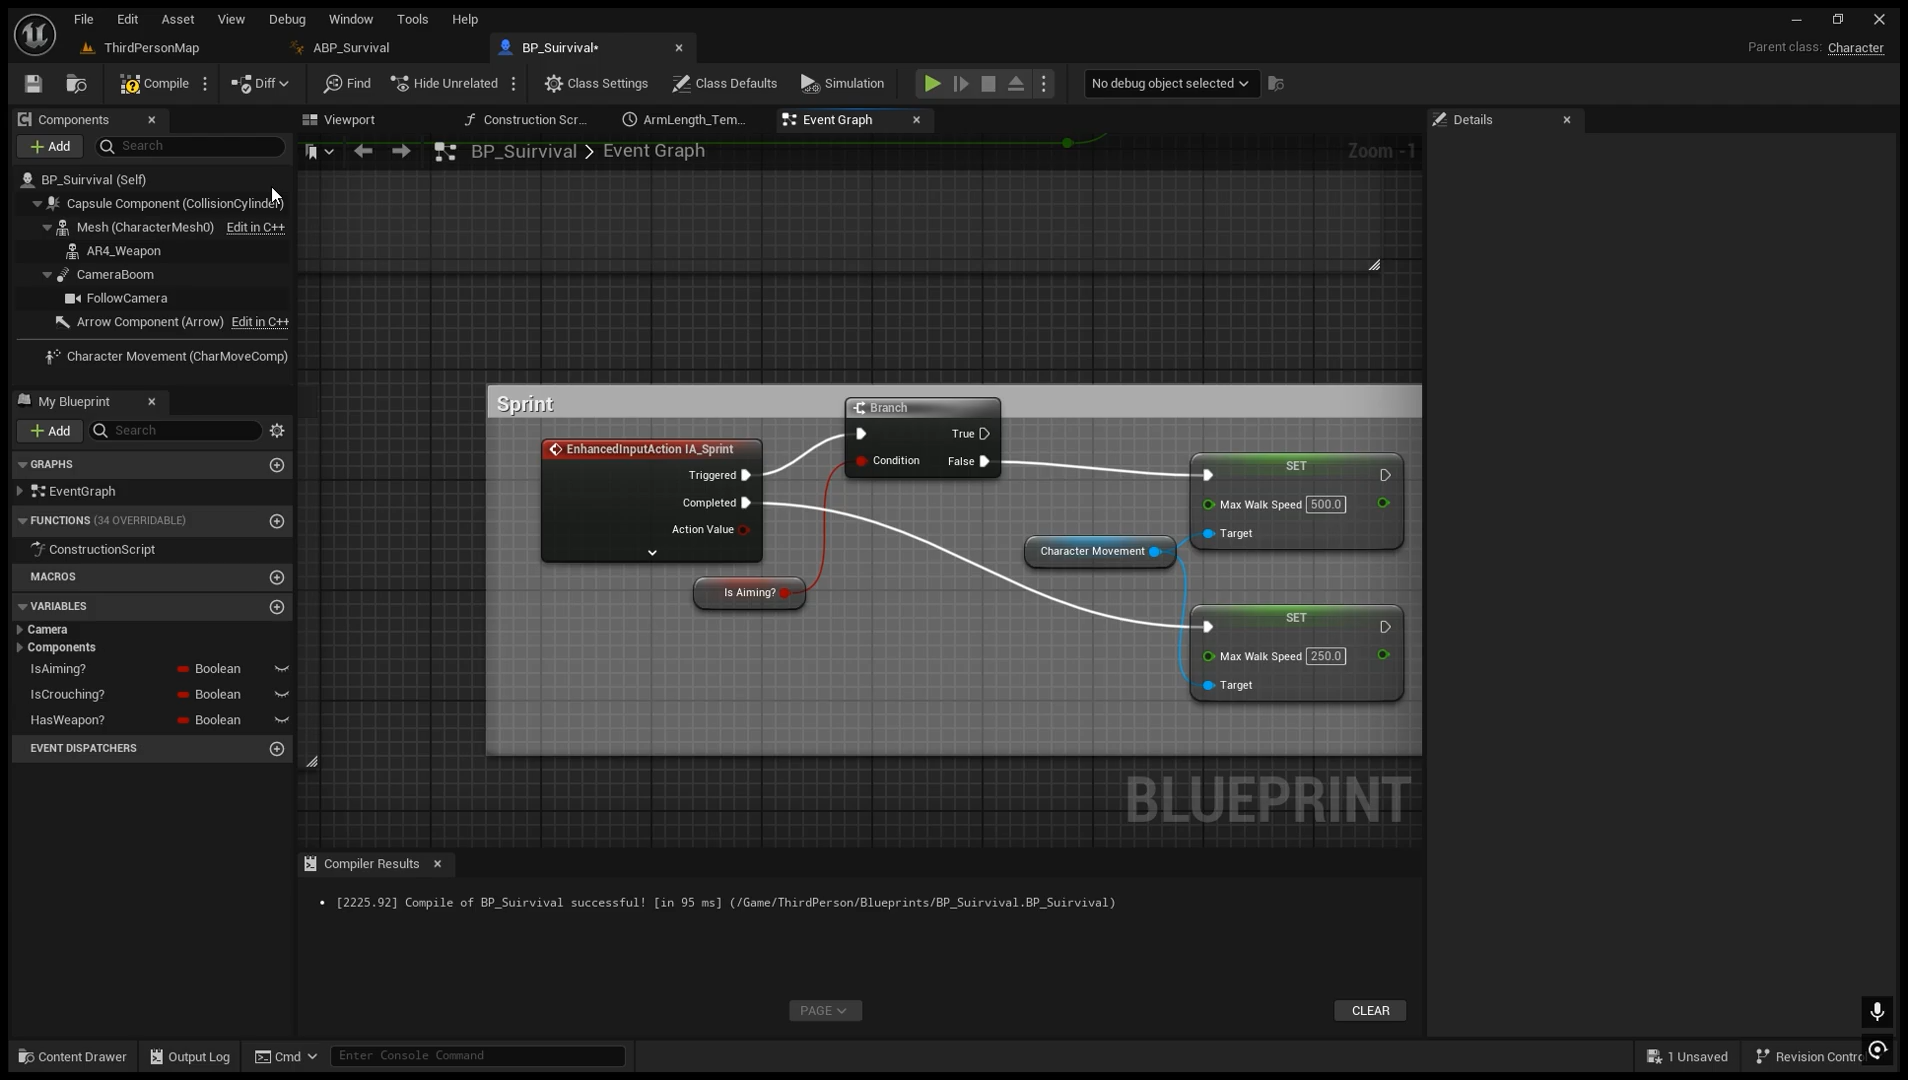 File Edit Asset View Debug Window Tools Help
ThirdPersonMap ABP_Survival BP_Suirvival* Parent class: Character
Compile Diff Find Hide Unrelated Class Settings Class Defaults Simulation No debug object selected
Components Viewport Construction Scr... ArmLength_Tem... Event Graph Details
Add Search
BP_Suirvival > Event Graph Zoom -1
BP_Suirvival (Self)
Capsule Component (CollisionCylinder)
Mesh (CharacterMesh0) Edit in C++
AR4_Weapon
CameraBoom
FollowCamera
Arrow Component (Arrow) Edit in C++
Character Movement (CharMoveComp)
My Blueprint
Add Search
GRAPHS
EventGraph
FUNCTIONS (34 OVERRIDABLE)
ConstructionScript
MACROS
VARIABLES
Camera
Components
IsAiming? Boolean
IsCrouching? Boolean
HasWeapon? Boolean
EVENT DISPATCHERS
Sprint
EnhancedInputAction IA_Sprint
Triggered
Completed
Action Value
Is Aiming?
Branch
True
Condition False
Character Movement
SET
Max Walk Speed 500.0
Target
SET
Max Walk Speed 250.0
Target
BLUEPRINT
Compiler Results
[2225.92] Compile of BP_Suirvival successful! [in 95 ms] (/Game/ThirdPerson/Blueprints/BP_Suirvival.BP_Suirvival)
PAGE CLEAR
Content Drawer Output Log Cmd Enter Console Command 1 Unsaved Revision Contro